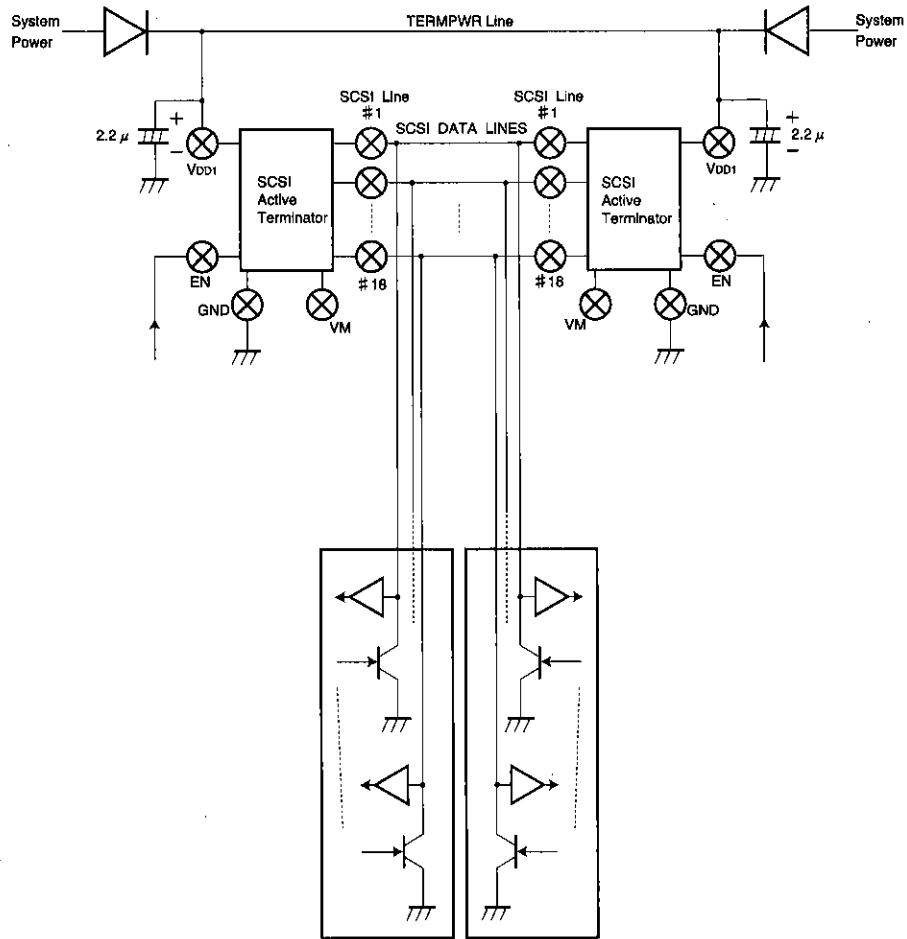 System
Power
TERMPWR Line
System
Power
SCSI Line
#1
SCSI Line
#1
SCSI DATA LINES
2.2 μ
+
−
VDD1
SCSI
Active
Terminator
SCSI
Active
Terminator
VDD1
+
2.2 μ
−
EN
GND
VM
#18
#18
VM
GND
EN